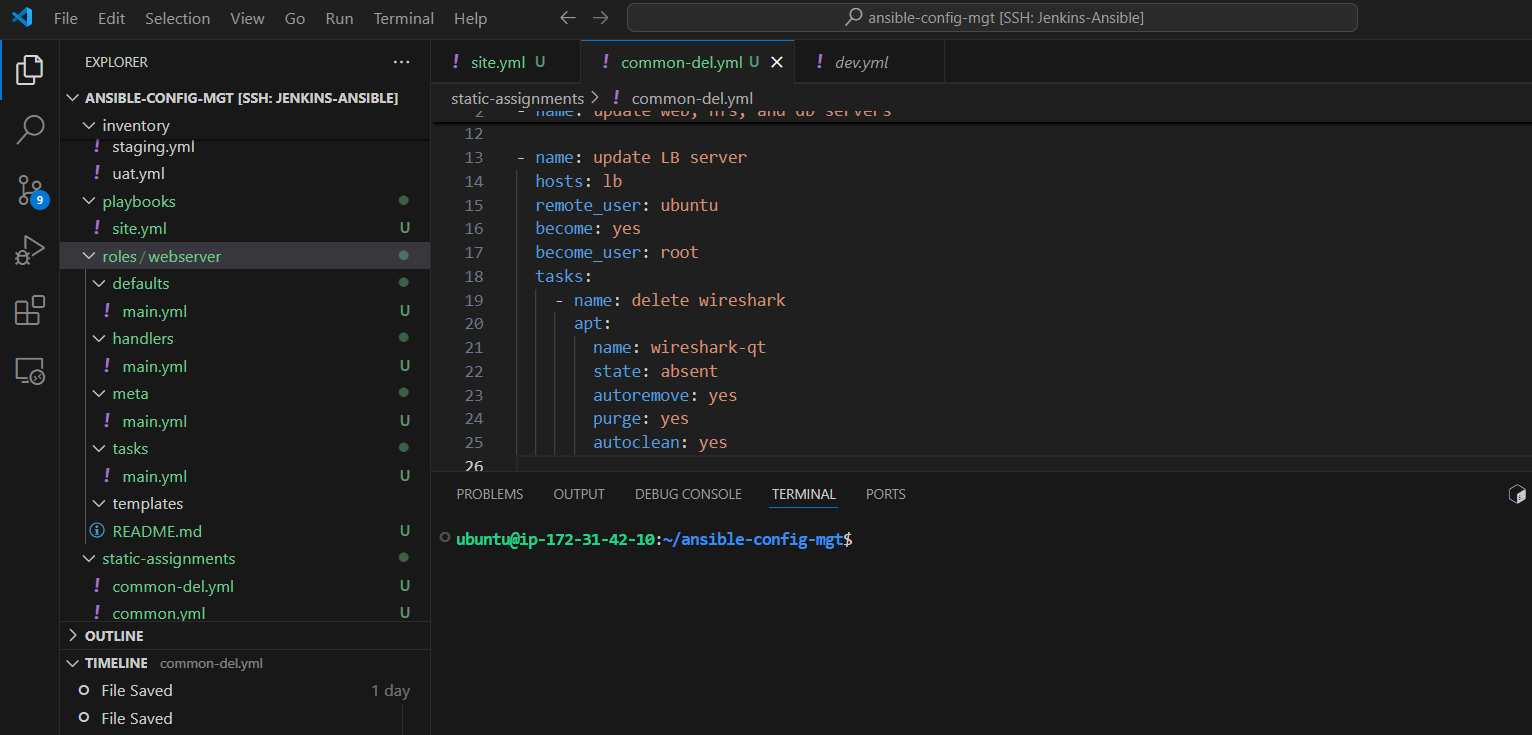 File Edit Selection View Go Run Terminal Help
ansible-config-mgt [SSH: Jenkins-Ansible]
EXPLORER
ANSIBLE-CONFIG-MGT [SSH: JENKINS-ANSIBLE]
inventory
! staging.yml
! uat.yml
playbooks
! site.yml U
roles / webserver
defaults
! main.yml U
handlers
! main.yml U
meta
! main.yml U
tasks
! main.yml U
templates
README.md U
static-assignments
! common-del.yml U
! common.yml U
OUTLINE
TIMELINE common-del.yml
File Saved 1 day
File Saved
9
! site.yml U ! common-del.yml U ! dev.yml
static-assignments > ! common-del.yml
2 - name: update web, nfs, and db servers
12
13 - name: update LB server
14 hosts: lb
15 remote_user: ubuntu
16 become: yes
17 become_user: root
18 tasks:
19 - name: delete wireshark
20 apt:
21 name: wireshark-qt
22 state: absent
23 autoremove: yes
24 purge: yes
25 autoclean: yes
26
PROBLEMS OUTPUT DEBUG CONSOLE TERMINAL PORTS
ubuntu@ip-172-31-42-10:~/ansible-config-mgt$